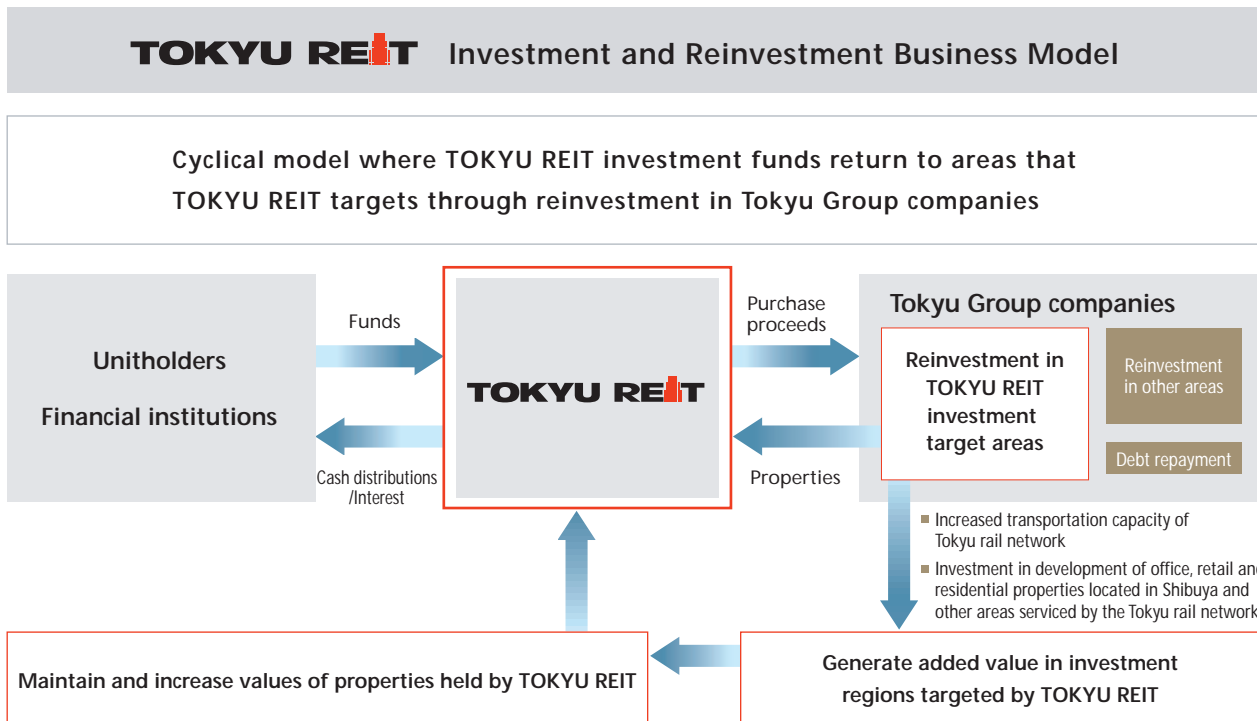 TOKYU REIT Investment and Reinvestment Business Model
Cyclical model where TOKYU REIT investment funds return to areas that
TOKYU REIT targets through reinvestment in Tokyu Group companies
Unitholders
Financial institutions
Funds
Cash distributions
/Interest
TOKYU REIT
Purchase
proceeds
Properties
Tokyu Group companies
Reinvestment in
TOKYU REIT
investment
target areas
Reinvestment
in other areas
Debt repayment
Increased transportation capacity of
Tokyu rail network
Investment in development of office, retail and
residential properties located in Shibuya and
other areas serviced by the Tokyu rail network
Maintain and increase values of properties held by TOKYU REIT
Generate added value in investment
regions targeted by TOKYU REIT